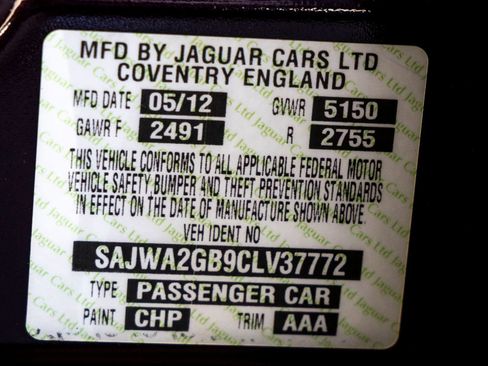 MFD BY JAGUAR CARS LTD
COVENTRY ENGLAND
MFD DATE 05/12 GVWR 5150
GAWR F 2491 R 2755
THIS VEHICLE CONFORMS TO ALL APPLICABLE FEDERAL MOTOR
VEHICLE SAFETY BUMPER AND THEFT PREVENTION STANDARDS
IN EFFECT ON THE DATE OF MANUFACTURE SHOWN ABOVE.
VEH IDENT NO
SAJWA2GB9CLV37772
TYPE PASSENGER CAR
PAINT CHP TRIM AAA